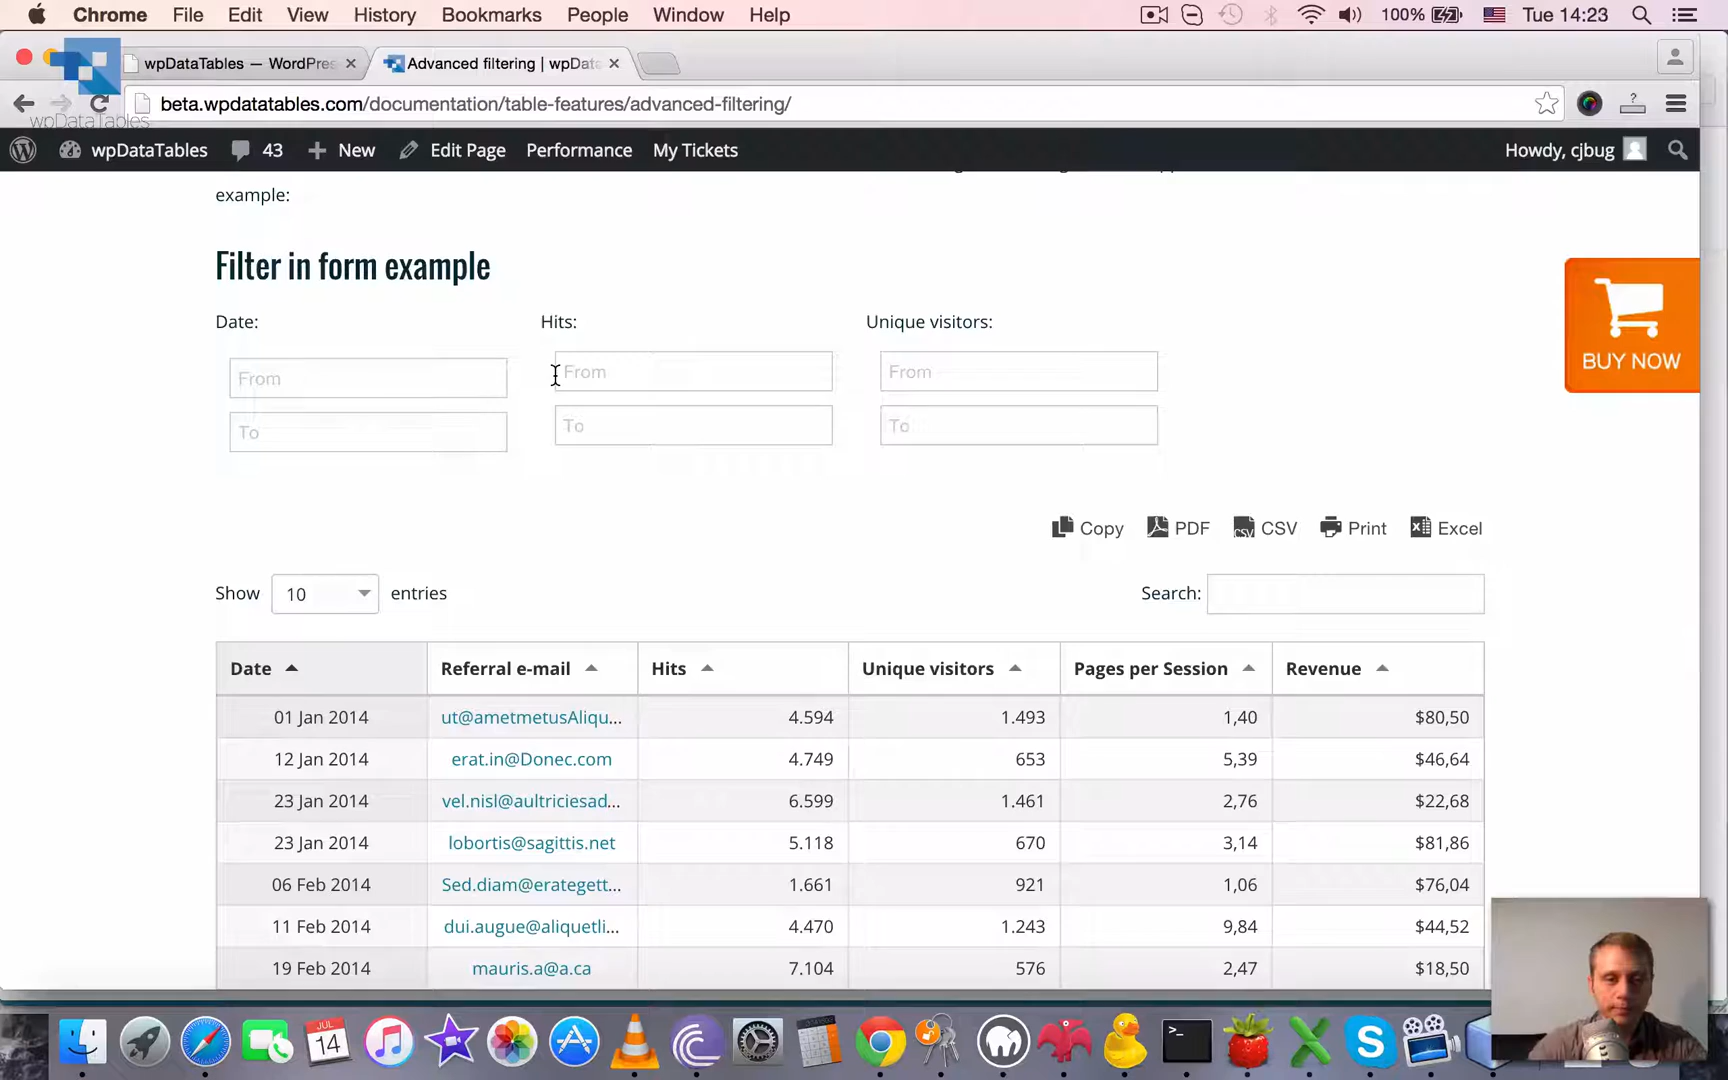 Chrome File Edit View History Bookmarks People Window Help 100% Tue 14:23
wpDataTables — WordPres Advanced filtering | wpData
beta.wpdatatables.com/documentation/table-features/advanced-filtering/
wpDataTables
wpDataTables 43 New Edit Page Performance My Tickets Howdy, cjbug
example:
Filter in form example
Date: Hits: Unique visitors:
From From From
To To To
BUY NOW
Copy PDF CSV Print Excel
Show 10 entries Search:
Date Referral e-mail Hits Unique visitors Pages per Session Revenue
01 Jan 2014 ut@ametmetusAliqu... 4.594 1.493 1,40 $80,50
12 Jan 2014 erat.in@Donec.com 4.749 653 5,39 $46,64
23 Jan 2014 vel.nisl@aultriciesad... 6.599 1.461 2,76 $22,68
23 Jan 2014 lobortis@sagittis.net 5.118 670 3,14 $81,86
06 Feb 2014 Sed.diam@erategett... 1.661 921 1,06 $76,04
11 Feb 2014 dui.augue@aliquetli... 4.470 1.243 9,84 $44,52
19 Feb 2014 mauris.a@a.ca 7.104 576 2,47 $18,50
JUL
14